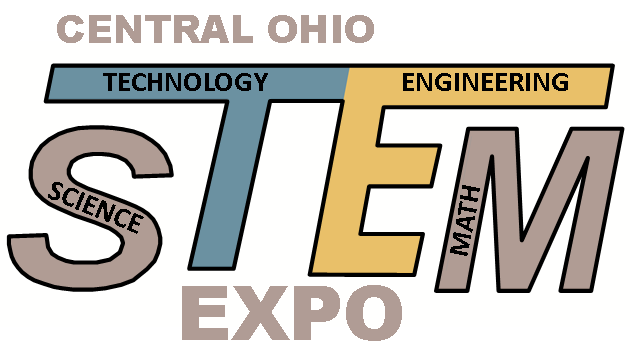 CENTRAL OHIO
TECHNOLOGY ENGINEERING
STEM
SCIENCE
MATH
EXPO